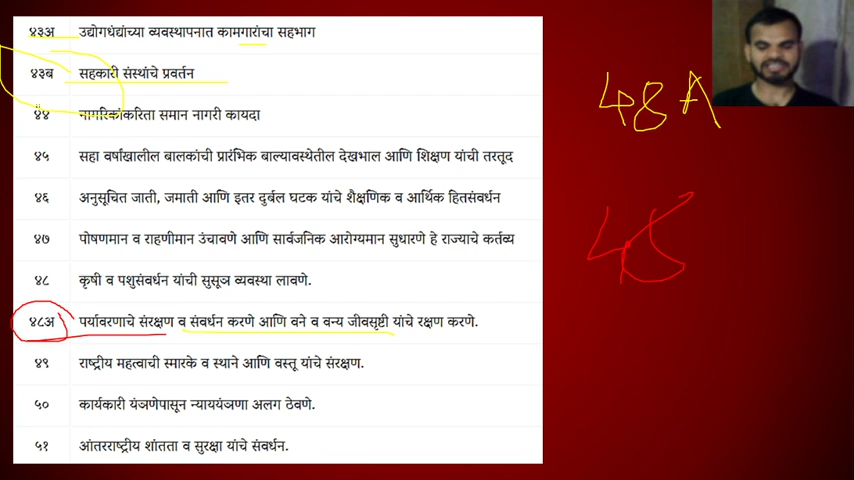 ४३अ उद्योगधंद्यांच्या व्यवस्थापनात कामगारांचा सहभाग
४३ब सहकारी संस्थांचे प्रवर्तन
४४ नागरिकांकरिता समान नागरी कायदा
४५ सहा वर्षांखालील बालकांची प्रारंभिक बाल्यावस्थेतील देखभाल आणि शिक्षण यांची तरतूद
४६ अनुसूचित जाती, जमाती आणि इतर दुर्बल घटक यांचे शैक्षणिक व आर्थिक हितसंवर्धन
४७ पोषणमान व राहणीमान उंचावणे आणि सार्वजनिक आरोग्यमान सुधारणे हे राज्याचे कर्तव्य
४८ कृषी व पशुसंवर्धन यांची सुसूत्र व्यवस्था लावणे.
४८अ पर्यावरणाचे संरक्षण व संवर्धन करणे आणि वने व वन्य जीवसृष्टी यांचे रक्षण करणे.
४९ राष्ट्रीय महत्वाची स्मारके व स्थाने आणि वस्तू यांचे संरक्षण.
५० कार्यकारी यंत्रणेपासून न्याययंत्रणा अलग ठेवणे.
५१ आंतरराष्ट्रीय शांतता व सुरक्षा यांचे संवर्धन.
48 A